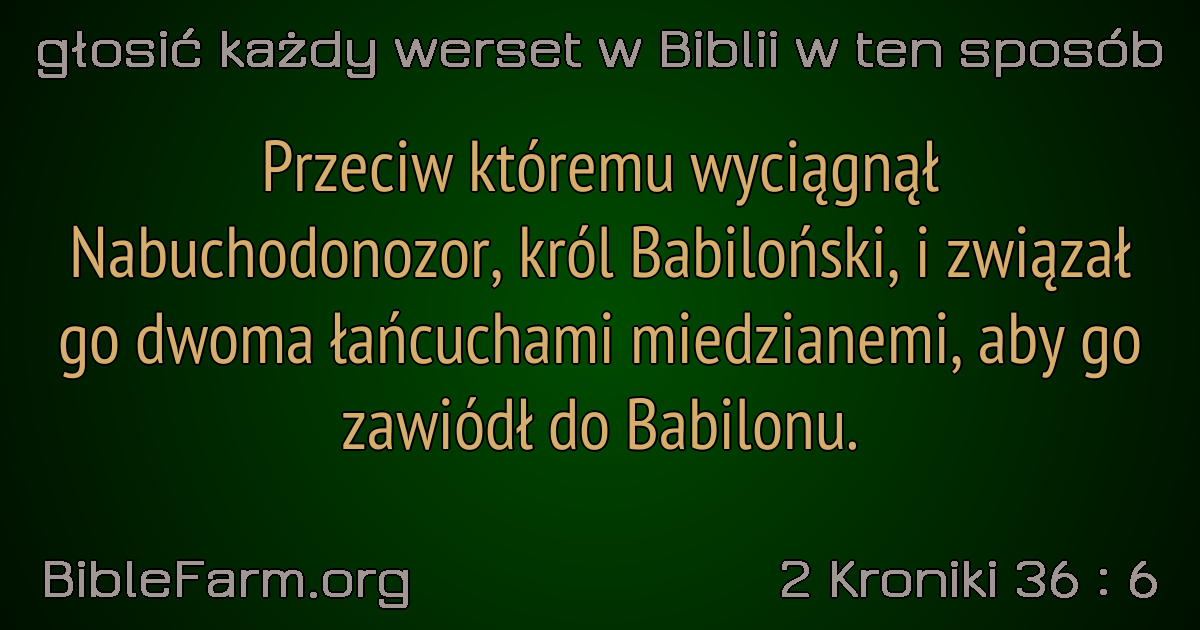 głosić każdy werset w Biblii w ten sposób
Przeciw któremu wyciągnął
Nabuchodonozor, król Babiloński, i związał
go dwoma łańcuchami miedzianemi, aby go
zawiódł do Babilonu.
BibleFarm.org
2 Kroniki 36 : 6